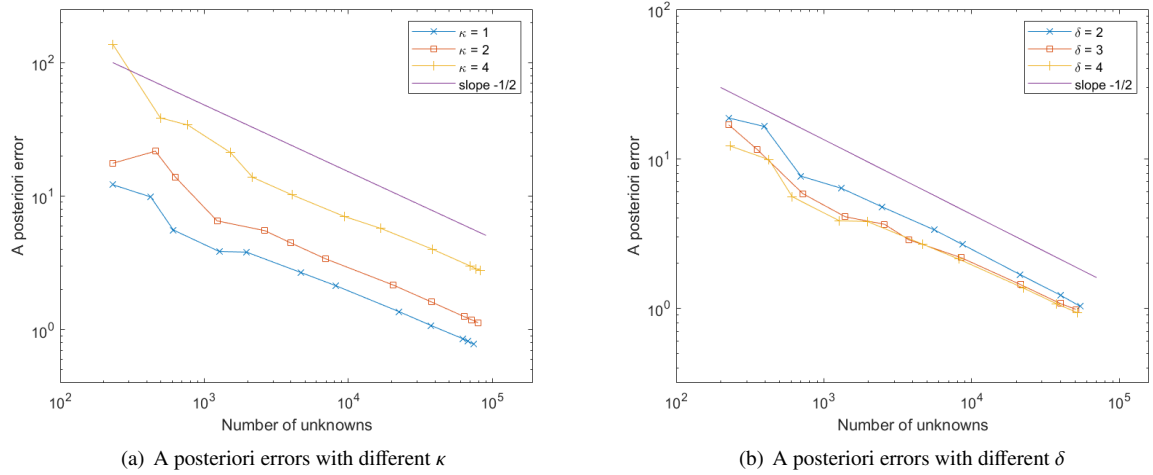 κ = 1
κ = 2
κ = 4
slope -1/2
10^2
10^1
10^0
A posteriori error
10^2
10^3
10^4
10^5
Number of unknowns
(a) A posteriori errors with different κ
δ = 2
δ = 3
δ = 4
slope -1/2
10^2
10^1
10^0
A posteriori error
10^2
10^3
10^4
10^5
Number of unknowns
(b) A posteriori errors with different δ